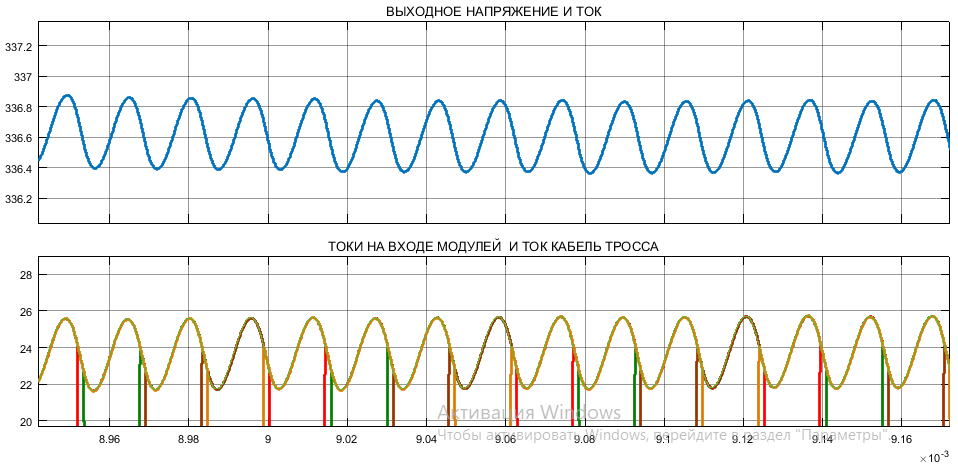 ВЫХОДНОЕ НАПРЯЖЕНИЕ И ТОК
337.2
337
336.8
336.6
336.4
336.2
ТОКИ НА ВХОДЕ МОДУЛЕЙ И ТОК КАБЕЛЬ ТРОССА
28
26
24
22
20
Активация Windows
Чтобы активировать Windows, перейдите в раздел "Параметры".
8.96 8.98 9 9.02 9.04 9.06 9.08 9.1 9.12 9.14 9.16
×10⁻³